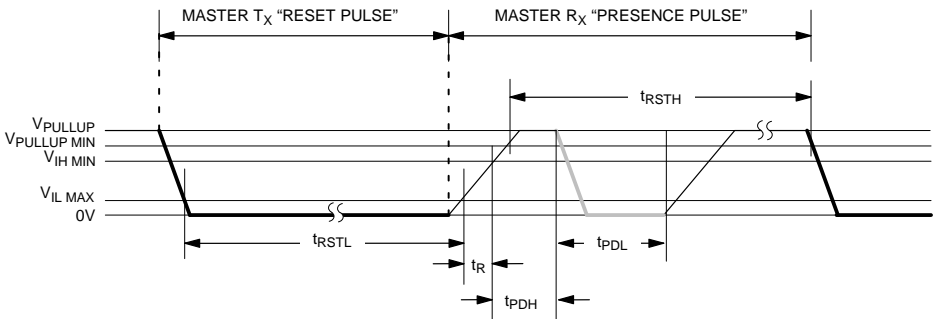 MASTER TX “RESET PULSE” MASTER RX “PRESENCE PULSE”
tRSTH
VPULLUP
VPULLUP MIN
VIH MIN
VIL MAX
0V
tRSTL
tPDL
tR
tPDH